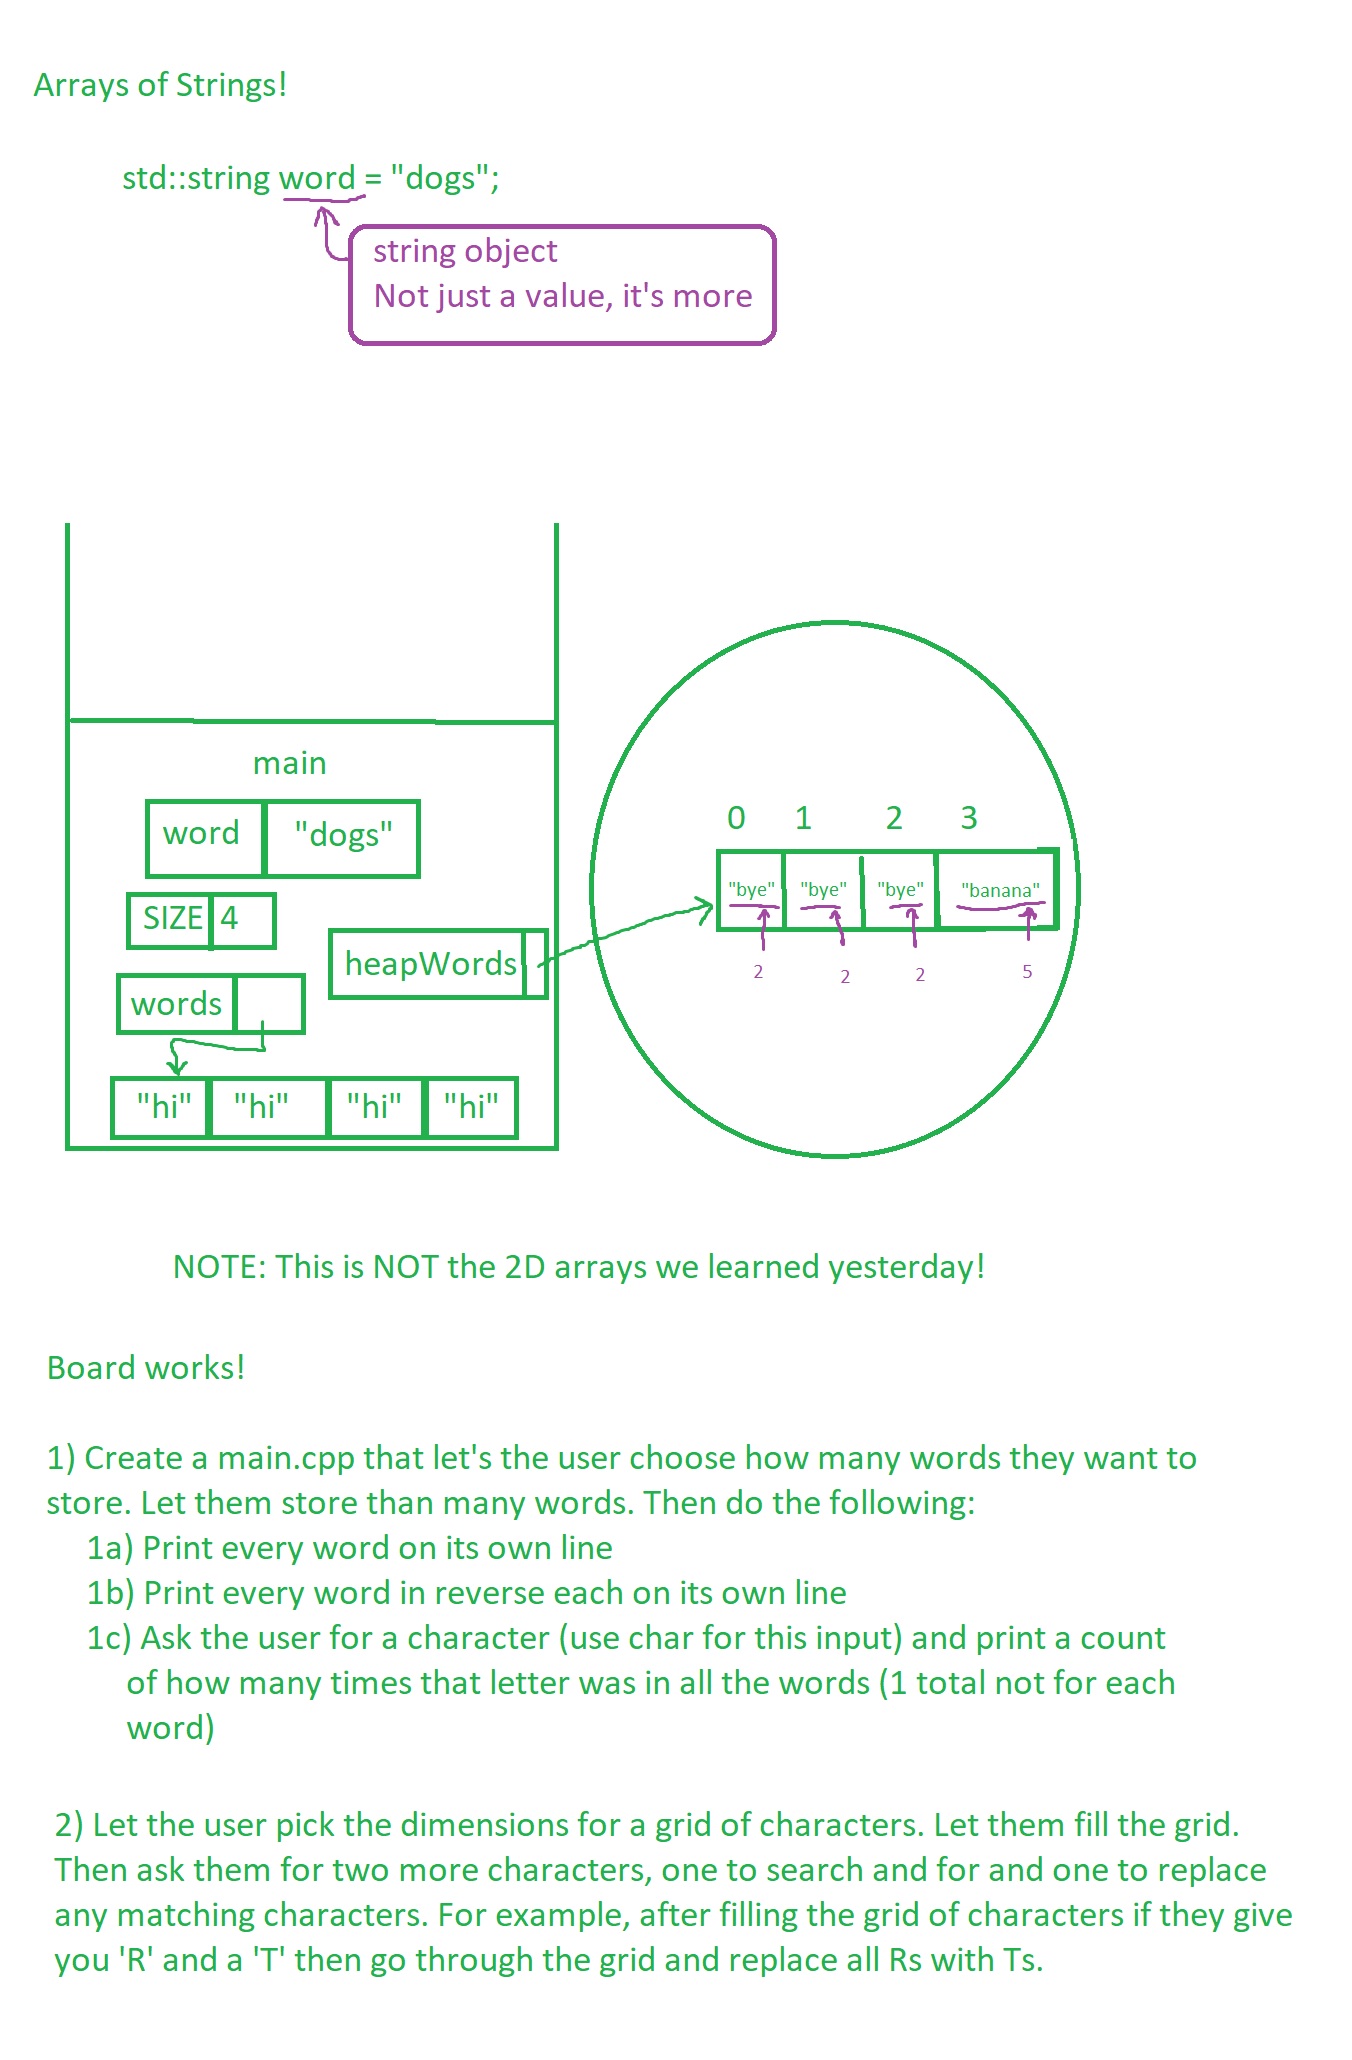 Arrays of Strings!
std::string word = "dogs";
string object
Not just a value, it's more
main
word "dogs"
SIZE 4
heapWords
words
"hi" "hi" "hi" "hi"
0 1 2 3
"bye" "bye" "bye" "banana"
2 2 2 5
NOTE: This is NOT the 2D arrays we learned yesterday!
Board works!
1) Create a main.cpp that let's the user choose how many words they want to
store. Let them store than many words. Then do the following:
1a) Print every word on its own line
1b) Print every word in reverse each on its own line
1c) Ask the user for a character (use char for this input) and print a count
of how many times that letter was in all the words (1 total not for each
word)
2) Let the user pick the dimensions for a grid of characters. Let them fill the grid.
Then ask them for two more characters, one to search and for and one to replace
any matching characters. For example, after filling the grid of characters if they give
you 'R' and a 'T' then go through the grid and replace all Rs with Ts.